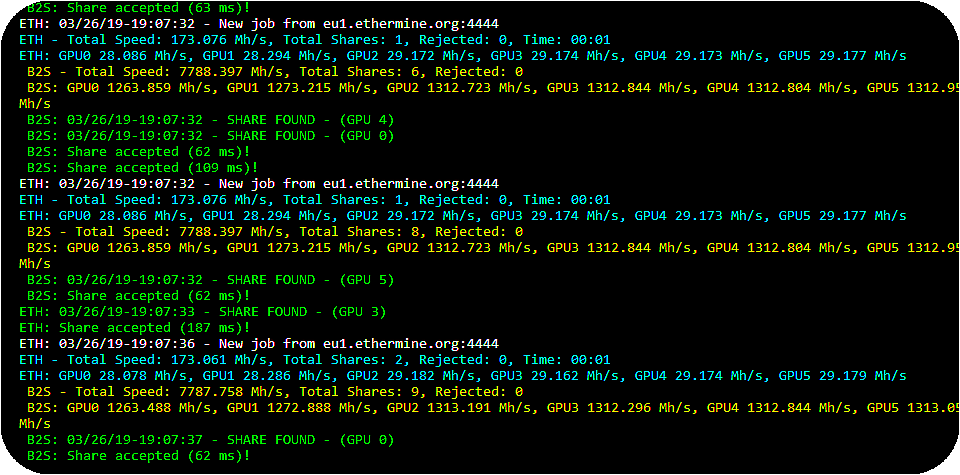 B2S: Share accepted (63 ms)!
ETH: 03/26/19-19:07:32 - New job from eu1.ethermine.org:4444
ETH - Total Speed: 173.076 Mh/s, Total Shares: 1, Rejected: 0, Time: 00:01
ETH: GPU0 28.086 Mh/s, GPU1 28.294 Mh/s, GPU2 29.172 Mh/s, GPU3 29.174 Mh/s, GPU4 29.173 Mh/s, GPU5 29.177 Mh/s
B2S - Total Speed: 7788.397 Mh/s, Total Shares: 6, Rejected: 0
B2S: GPU0 1263.859 Mh/s, GPU1 1273.215 Mh/s, GPU2 1312.723 Mh/s, GPU3 1312.844 Mh/s, GPU4 1312.804 Mh/s, GPU5 1312.95
Mh/s
B2S: 03/26/19-19:07:32 - SHARE FOUND - (GPU 4)
B2S: 03/26/19-19:07:32 - SHARE FOUND - (GPU 0)
B2S: Share accepted (62 ms)!
B2S: Share accepted (109 ms)!
ETH: 03/26/19-19:07:32 - New job from eu1.ethermine.org:4444
ETH - Total Speed: 173.076 Mh/s, Total Shares: 1, Rejected: 0, Time: 00:01
ETH: GPU0 28.086 Mh/s, GPU1 28.294 Mh/s, GPU2 29.172 Mh/s, GPU3 29.174 Mh/s, GPU4 29.173 Mh/s, GPU5 29.177 Mh/s
B2S - Total Speed: 7788.397 Mh/s, Total Shares: 8, Rejected: 0
B2S: GPU0 1263.859 Mh/s, GPU1 1273.215 Mh/s, GPU2 1312.723 Mh/s, GPU3 1312.844 Mh/s, GPU4 1312.804 Mh/s, GPU5 1312.95
Mh/s
B2S: 03/26/19-19:07:32 - SHARE FOUND - (GPU 5)
B2S: Share accepted (62 ms)!
ETH: 03/26/19-19:07:33 - SHARE FOUND - (GPU 3)
ETH: Share accepted (187 ms)!
ETH: 03/26/19-19:07:36 - New job from eu1.ethermine.org:4444
ETH - Total Speed: 173.061 Mh/s, Total Shares: 2, Rejected: 0, Time: 00:01
ETH: GPU0 28.078 Mh/s, GPU1 28.286 Mh/s, GPU2 29.182 Mh/s, GPU3 29.162 Mh/s, GPU4 29.174 Mh/s, GPU5 29.179 Mh/s
B2S - Total Speed: 7787.758 Mh/s, Total Shares: 9, Rejected: 0
B2S: GPU0 1263.488 Mh/s, GPU1 1272.888 Mh/s, GPU2 1313.191 Mh/s, GPU3 1312.296 Mh/s, GPU4 1312.844 Mh/s, GPU5 1313.05
Mh/s
B2S: 03/26/19-19:07:37 - SHARE FOUND - (GPU 0)
B2S: Share accepted (62 ms)!